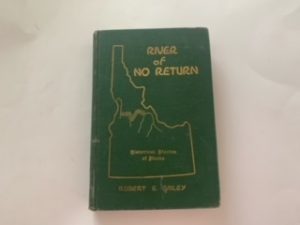 RIVER
of
NO RETURN
Historical Stories
of Idaho
ROBERT G. BAILEY